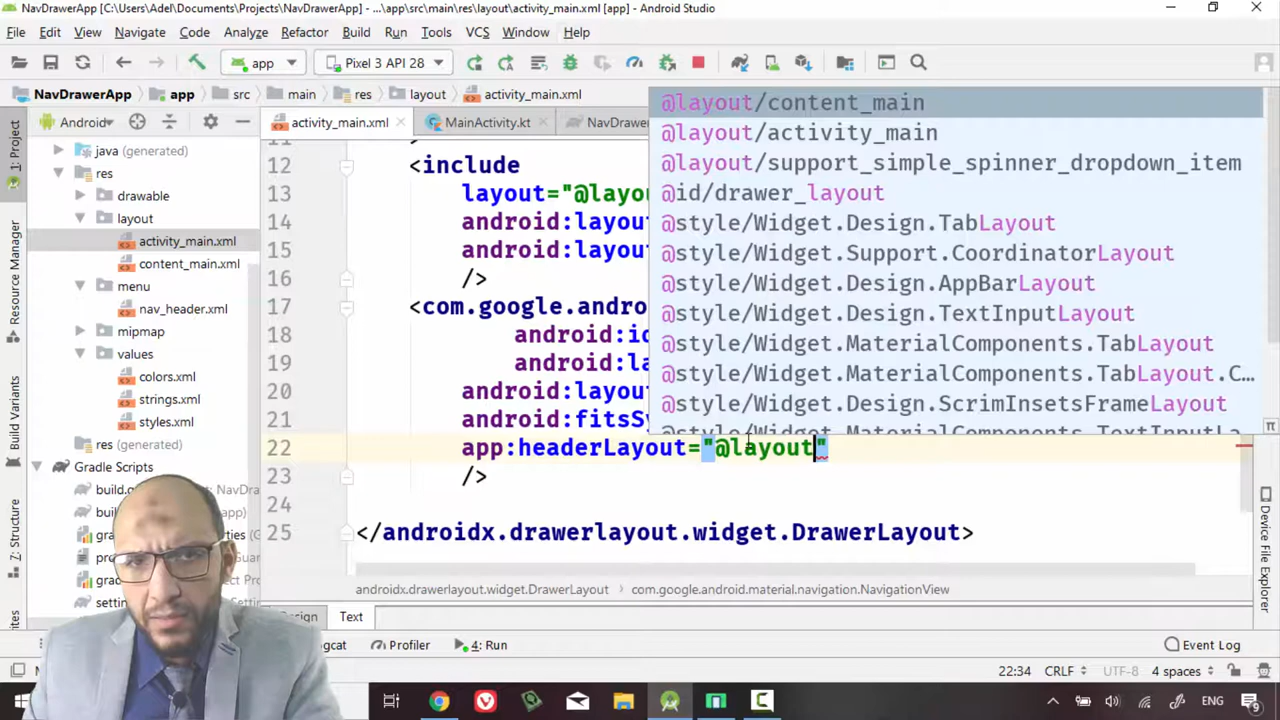 NavDrawerApp [C:\Users\Adel\Documents\Projects\NavDrawerApp] - ...\app\src\main\res\layout\activity_main.xml [app] - Android Studio
File Edit View Navigate Code Analyze Refactor Build Run Tools VCS Window Help
app Pixel 3 API 28
NavDrawerApp app src main res layout activity_main.xml
1: Project
Resource Manager
Build Variants
7: Structure
Android
java (generated)
res
drawable
layout
activity_main.xml
content_main.xml
menu
nav_header.xml
mipmap
values
colors.xml
strings.xml
styles.xml
res (generated)
Gradle Scripts
activity_main.xml MainActivity.kt
12 <include
13 layout="@layou
14 android:layou
15 android:layou
16 />
17 <com.google.andro
18 android:id
19 android:la
20 android:layou
21 android:fitsSy
22 app:headerLayout="@layout"
23 />
24
25 </androidx.drawerlayout.widget.DrawerLayout>
@layout/content_main
@layout/activity_main
@layout/support_simple_spinner_dropdown_item
@id/drawer_layout
@style/Widget.Design.TabLayout
@style/Widget.Support.CoordinatorLayout
@style/Widget.Design.AppBarLayout
@style/Widget.Design.TextInputLayout
@style/Widget.MaterialComponents.TabLayout
@style/Widget.MaterialComponents.TabLayout.C...
@style/Widget.Design.ScrimInsetsFrameLayout
androidx.drawerlayout.widget.DrawerLayout com.google.android.material.navigation.NavigationView
Text
Profiler 4: Run Event Log
22:34 CRLF UTF-8 4 spaces
Device File Explorer
ENG 9